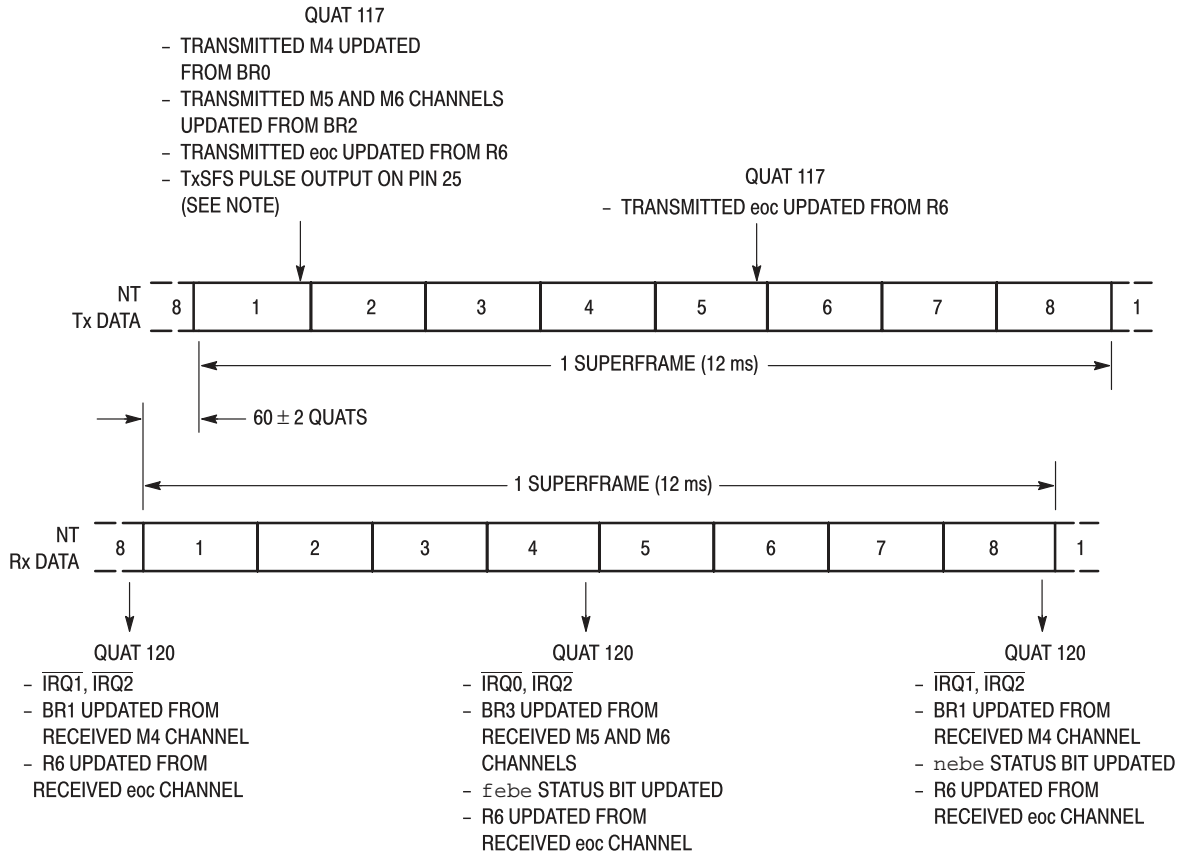 QUAT 117
– TRANSMITTED M4 UPDATED
FROM BR0
– TRANSMITTED M5 AND M6 CHANNELS
UPDATED FROM BR2
– TRANSMITTED eoc UPDATED FROM R6
– TxSFS PULSE OUTPUT ON PIN 25
(SEE NOTE)
QUAT 117
– TRANSMITTED eoc UPDATED FROM R6
NT
Tx DATA
8 1 2 3 4 5 6 7 8 1
1 SUPERFRAME (12 ms)
60 ± 2 QUATS
1 SUPERFRAME (12 ms)
NT
Rx DATA
8 1 2 3 4 5 6 7 8 1
QUAT 120
– I̅R̅Q̅1̅, I̅R̅Q̅2̅
– BR1 UPDATED FROM
RECEIVED M4 CHANNEL
– R6 UPDATED FROM
RECEIVED eoc CHANNEL
QUAT 120
– I̅R̅Q̅0̅, I̅R̅Q̅2̅
– BR3 UPDATED FROM
RECEIVED M5 AND M6
CHANNELS
– febe STATUS BIT UPDATED
– R6 UPDATED FROM
RECEIVED eoc CHANNEL
QUAT 120
– I̅R̅Q̅1̅, I̅R̅Q̅2̅
– BR1 UPDATED FROM
RECEIVED M4 CHANNEL
– nebe STATUS BIT UPDATED
– R6 UPDATED FROM
RECEIVED eoc CHANNEL